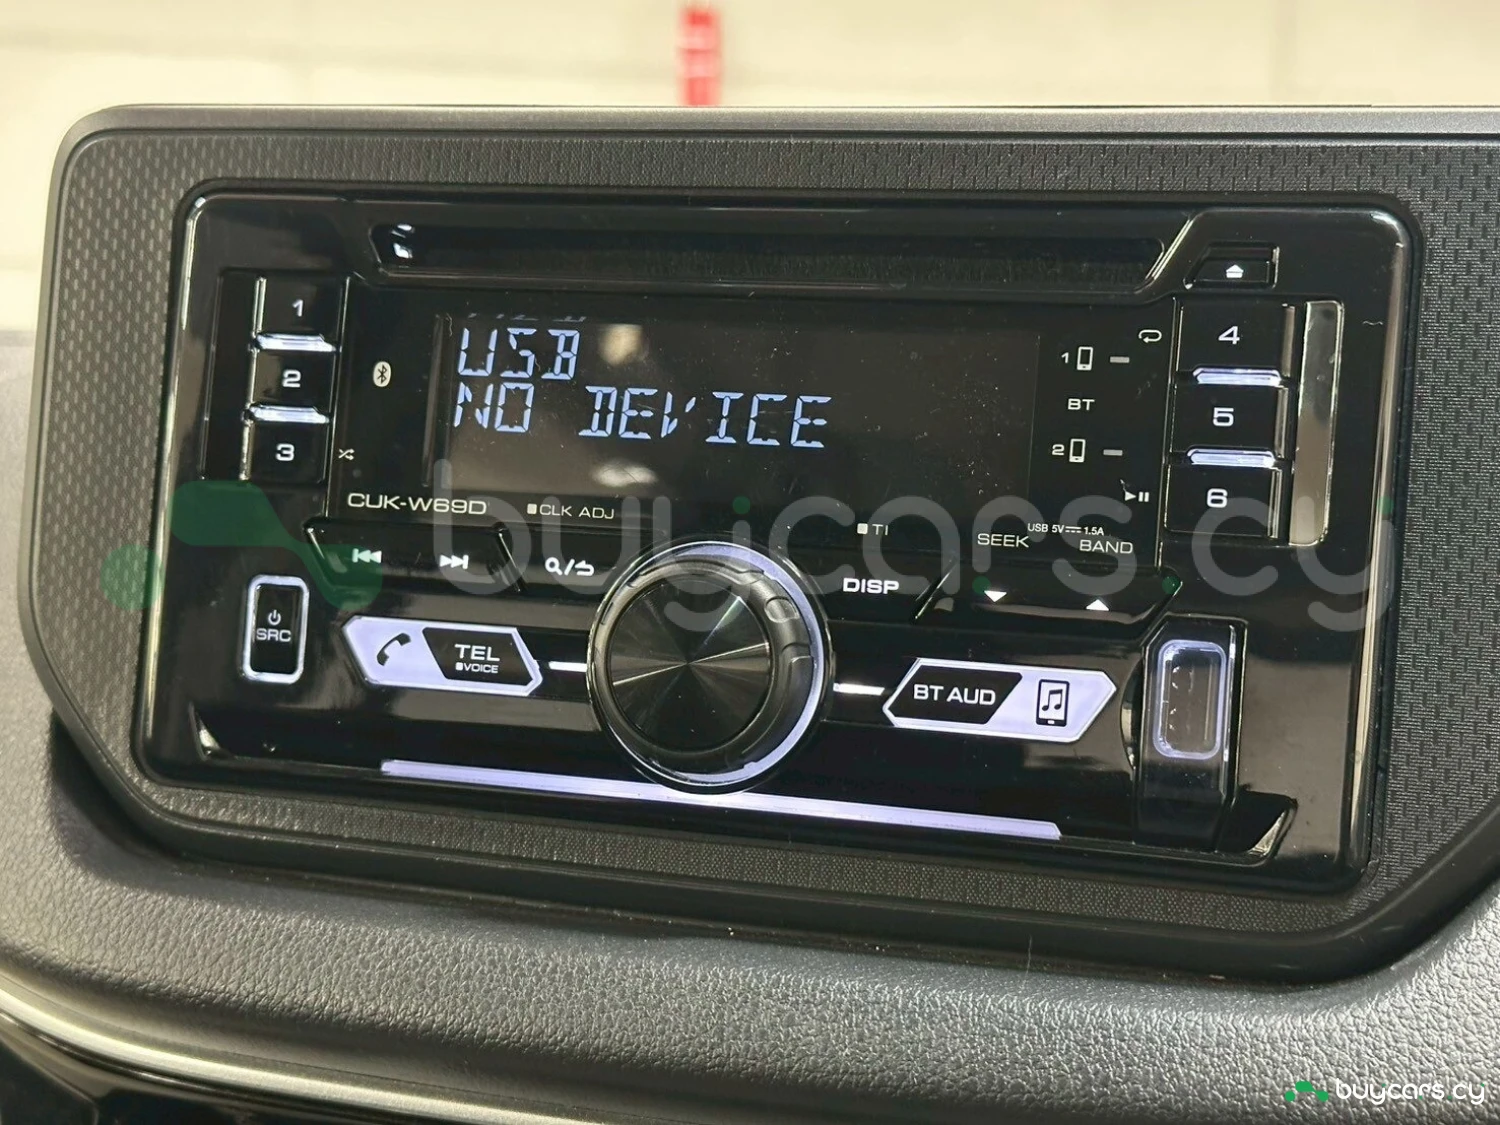 USB
NO DEVICE
1
2
3
4
5
6
1
BT
2
CUK-W69D
CLK ADJ
TI
USB 5V 1.5A
SEEK
BAND
DISP
SRC
TEL
VOICE
BT AUD
buycars.cy
buycars.cy